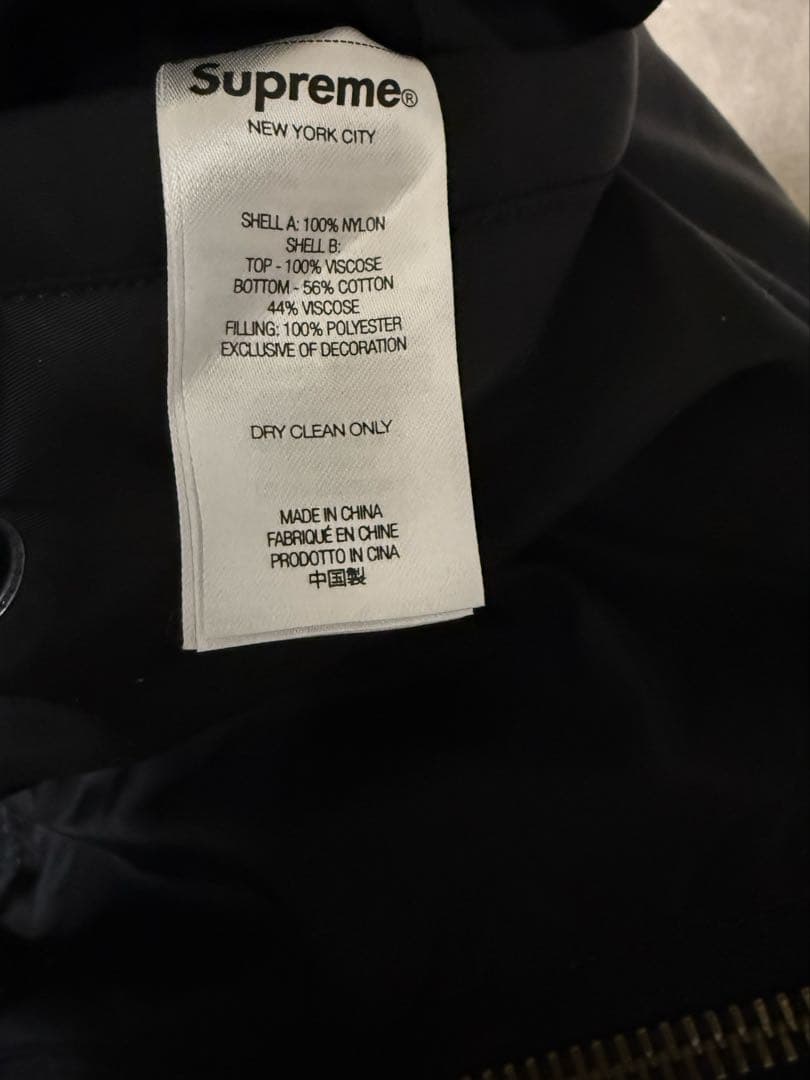 Supreme®
NEW YORK CITY
SHELL A: 100% NYLON
SHELL B:
TOP - 100% VISCOSE
BOTTOM - 56% COTTON
44% VISCOSE
FILLING: 100% POLYESTER
EXCLUSIVE OF DECORATION
DRY CLEAN ONLY
MADE IN CHINA
FABRIQUÉ EN CHINE
PRODOTTO IN CINA
中国製